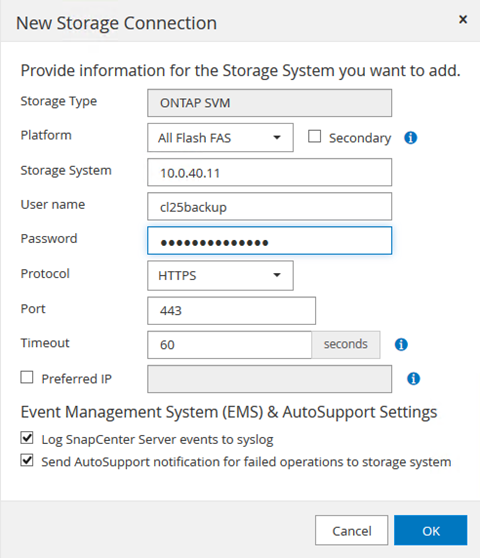 New Storage Connection ×
Provide information for the Storage System you want to add.
Storage Type ONTAP SVM
Platform All Flash FAS Secondary
Storage System 10.0.40.11
User name cl25backup
Password ••••••••••••••
Protocol HTTPS
Port 443
Timeout 60 seconds
Preferred IP
Event Management System (EMS) & AutoSupport Settings
Log SnapCenter Server events to syslog
Send AutoSupport notification for failed operations to storage system
Cancel OK